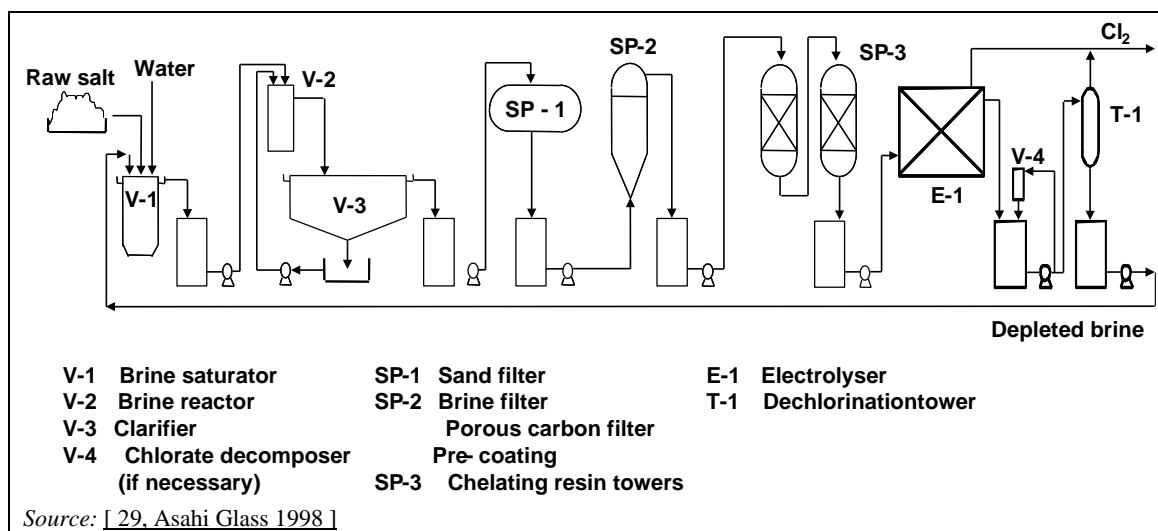 Raw salt
Water
V-1
V-2
V-3
SP - 1
SP-2
SP-3
E-1
V-4
T-1
Cl2
Depleted brine
V-1 Brine saturator
V-2 Brine reactor
V-3 Clarifier
V-4 Chlorate decomposer
(if necessary)
SP-1 Sand filter
SP-2 Brine filter
Porous carbon filter
Pre- coating
SP-3 Chelating resin towers
E-1 Electrolyser
T-1 Dechlorinationtower
Source: [ 29, Asahi Glass 1998 ]